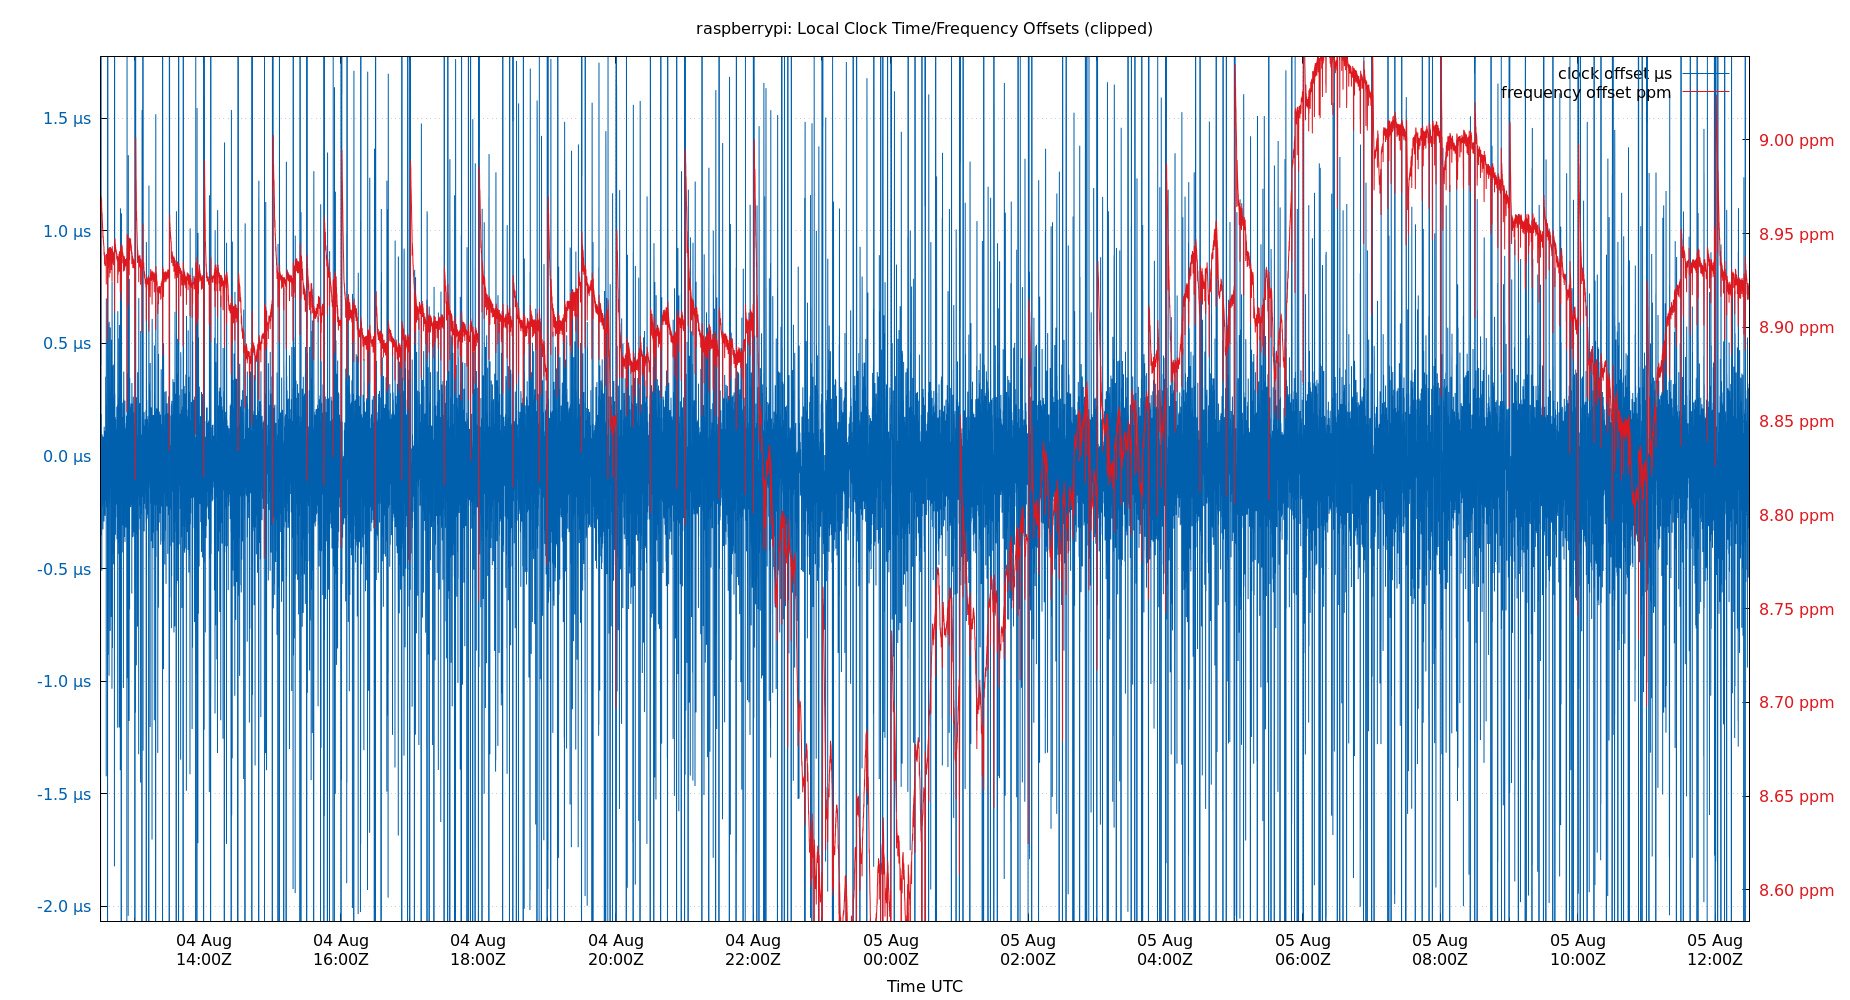 raspberrypi: Local Clock Time/Frequency Offsets (clipped)
clock offset µs
frequency offset ppm
1.5 µs
1.0 µs
0.5 µs
0.0 µs
-0.5 µs
-1.0 µs
-1.5 µs
-2.0 µs
9.00 ppm
8.95 ppm
8.90 ppm
8.85 ppm
8.80 ppm
8.75 ppm
8.70 ppm
8.65 ppm
8.60 ppm
04 Aug
14:00Z
04 Aug
16:00Z
04 Aug
18:00Z
04 Aug
20:00Z
04 Aug
22:00Z
05 Aug
00:00Z
05 Aug
02:00Z
05 Aug
04:00Z
05 Aug
06:00Z
05 Aug
08:00Z
05 Aug
10:00Z
05 Aug
12:00Z
Time UTC